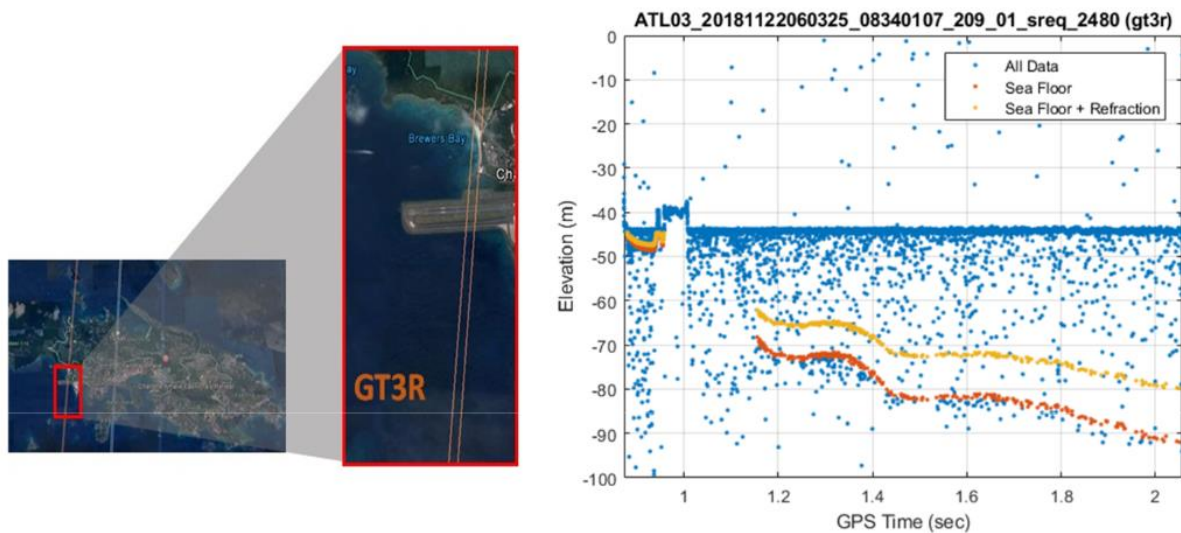 Brewers Bay
Ch
GT3R
ATL03_20181122060325_08340107_209_01_sreq_2480 (gt3r)
All Data
Sea Floor
Sea Floor + Refraction
Elevation (m)
0
-10
-20
-30
-40
-50
-60
-70
-80
-90
-100
1
1.2
1.4
1.6
1.8
2
GPS Time (sec)